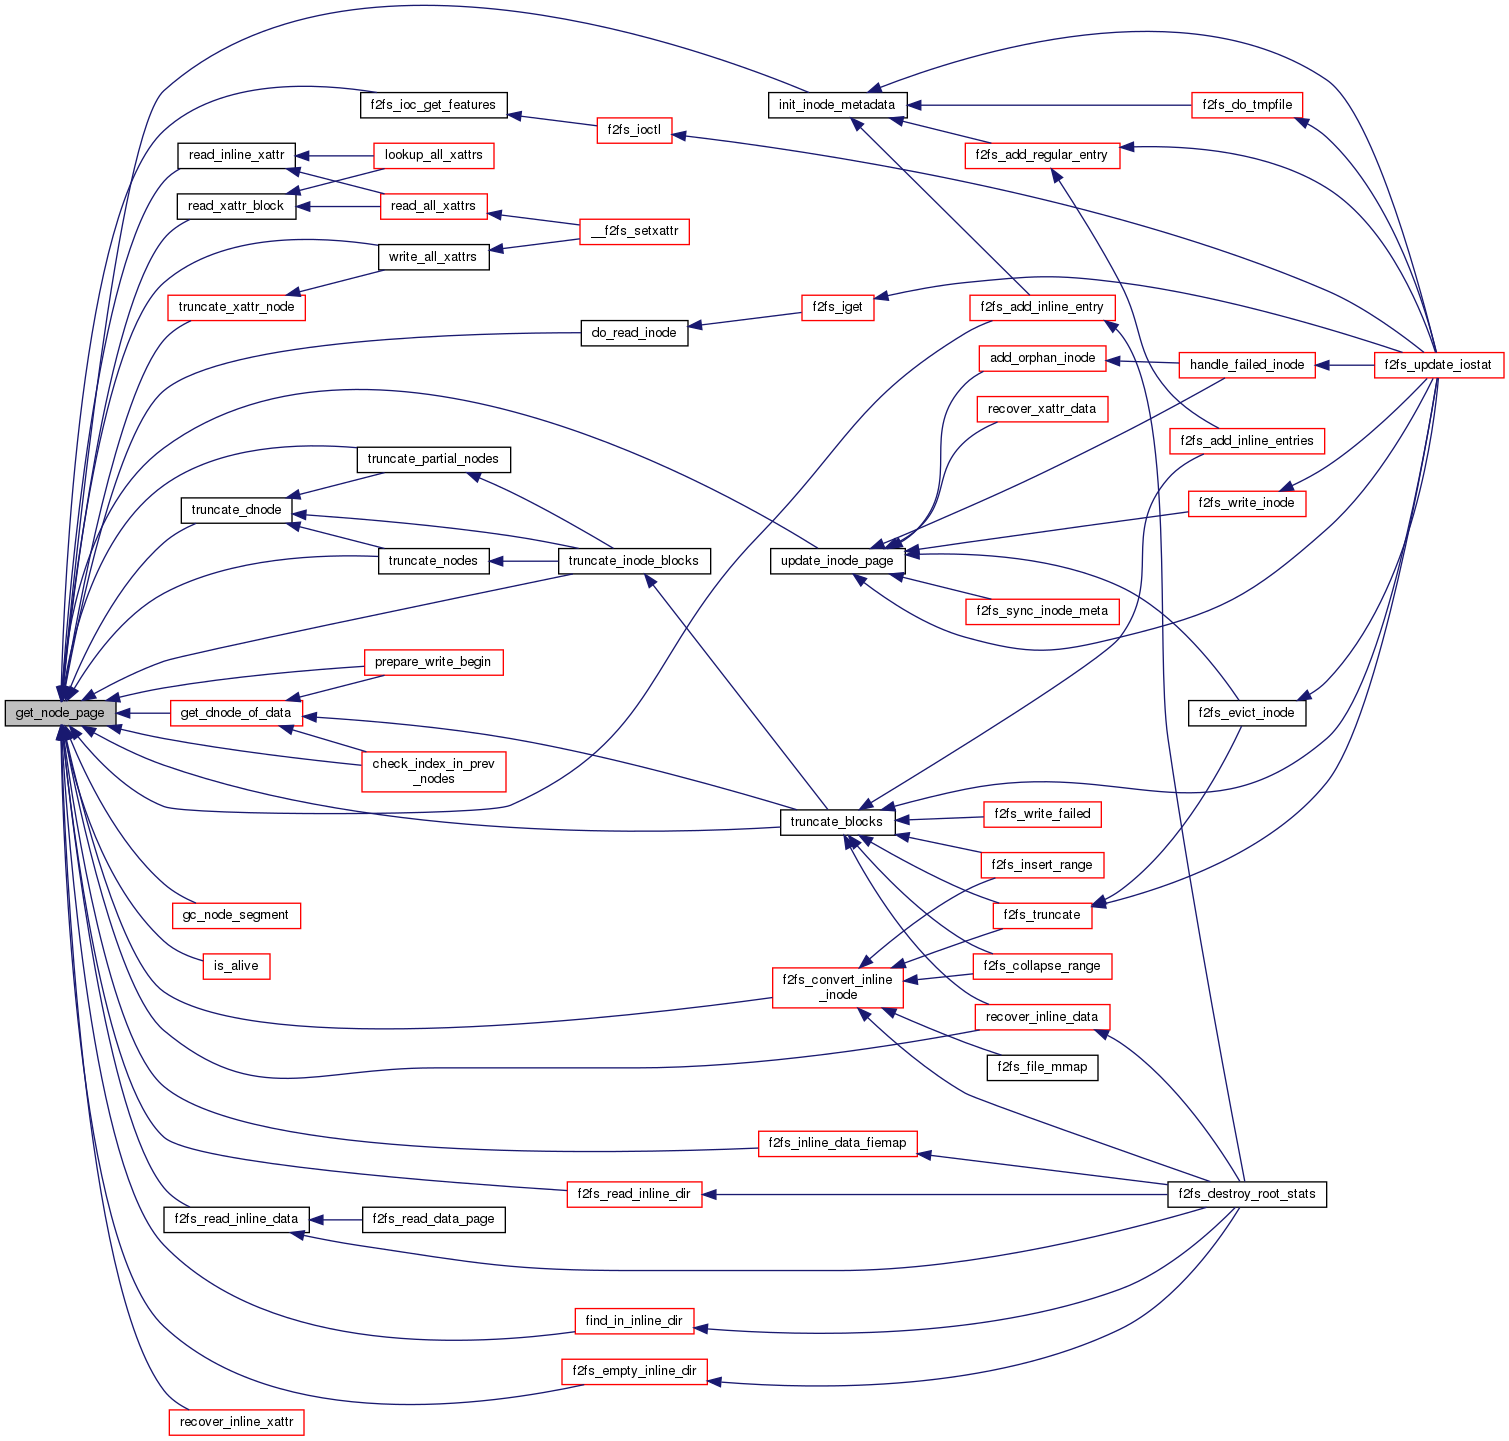 init_inode_metadata
f2fs_ioc_get_features
f2fs_do_tmpfile
f2fs_ioctl
read_inline_xattr
lookup_all_xattrs
f2fs_add_regular_entry
read_xattr_block
read_all_xattrs
__f2fs_setxattr
write_all_xattrs
truncate_xattr_node
f2fs_iget
f2fs_add_inline_entry
do_read_inode
add_orphan_inode
handle_failed_inode
f2fs_update_iostat
recover_xattr_data
f2fs_add_inline_entries
truncate_partial_nodes
truncate_dnode
f2fs_write_inode
truncate_nodes
truncate_inode_blocks
update_inode_page
f2fs_sync_inode_meta
prepare_write_begin
get_node_page
get_dnode_of_data
f2fs_evict_inode
check_index_in_prev
_nodes
truncate_blocks
f2fs_write_failed
f2fs_insert_range
gc_node_segment
f2fs_truncate
is_alive
f2fs_collapse_range
f2fs_convert_inline
_inode
recover_inline_data
f2fs_file_mmap
f2fs_inline_data_fiemap
f2fs_read_inline_dir
f2fs_destroy_root_stats
f2fs_read_inline_data
f2fs_read_data_page
find_in_inline_dir
f2fs_empty_inline_dir
recover_inline_xattr